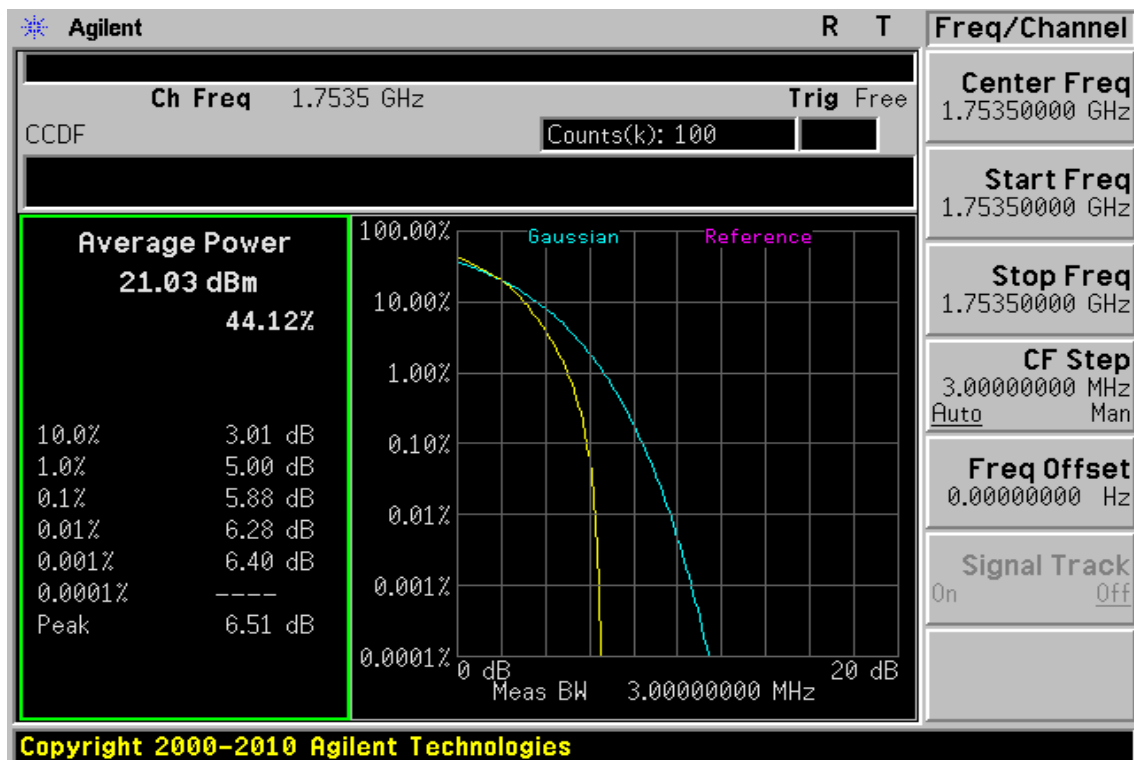 Agilent R T
Ch Freq 1.7535 GHz Trig Free
CCDF Counts(k): 100
Average Power
21.03 dBm
44.12%
10.0% 3.01 dB
1.0% 5.00 dB
0.1% 5.88 dB
0.01% 6.28 dB
0.001% 6.40 dB
0.0001% ----
Peak 6.51 dB
100.00%
Gaussian Reference
10.00%
1.00%
0.10%
0.01%
0.001%
0.0001%
0 dB 20 dB
Meas BW 3.00000000 MHz
Freq/Channel
Center Freq
1.75350000 GHz
Start Freq
1.75350000 GHz
Stop Freq
1.75350000 GHz
CF Step
3.00000000 MHz
Auto Man
Freq Offset
0.00000000 Hz
Signal Track
On Off
Copyright 2000-2010 Agilent Technologies